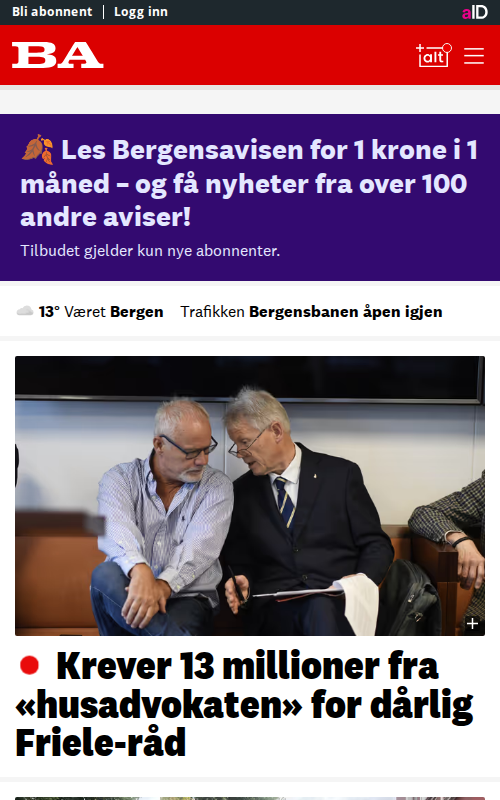 Bli abonnent | Logg inn
aID
BA
alt
Les Bergensavisen for 1 krone i 1
måned – og få nyheter fra over 100
andre aviser!
Tilbudet gjelder kun nye abonnenter.
13° Været Bergen Trafikken Bergensbanen åpen igjen
Krever 13 millioner fra
«husadvokaten» for dårlig
Friele-råd